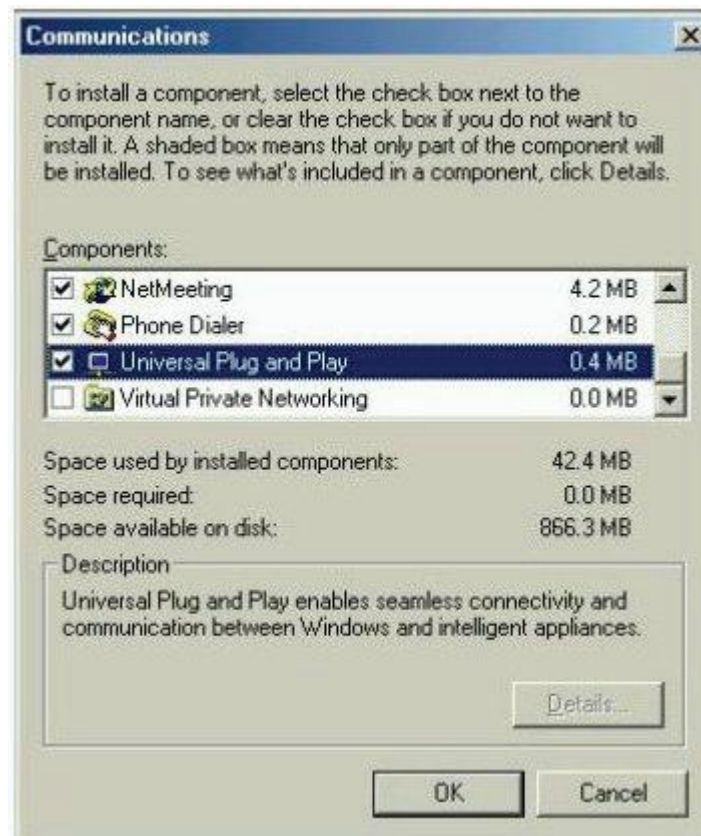 Communications
To install a component, select the check box next to the
component name, or clear the check box if you do not want to
install it. A shaded box means that only part of the component will
be installed. To see what's included in a component, click Details.
Components:
NetMeeting 4.2 MB
Phone Dialer 0.2 MB
Universal Plug and Play 0.4 MB
Virtual Private Networking 0.0 MB
Space used by installed components: 42.4 MB
Space required: 0.0 MB
Space available on disk: 866.3 MB
Description
Universal Plug and Play enables seamless connectivity and
communication between Windows and intelligent appliances.
Details...
OK Cancel